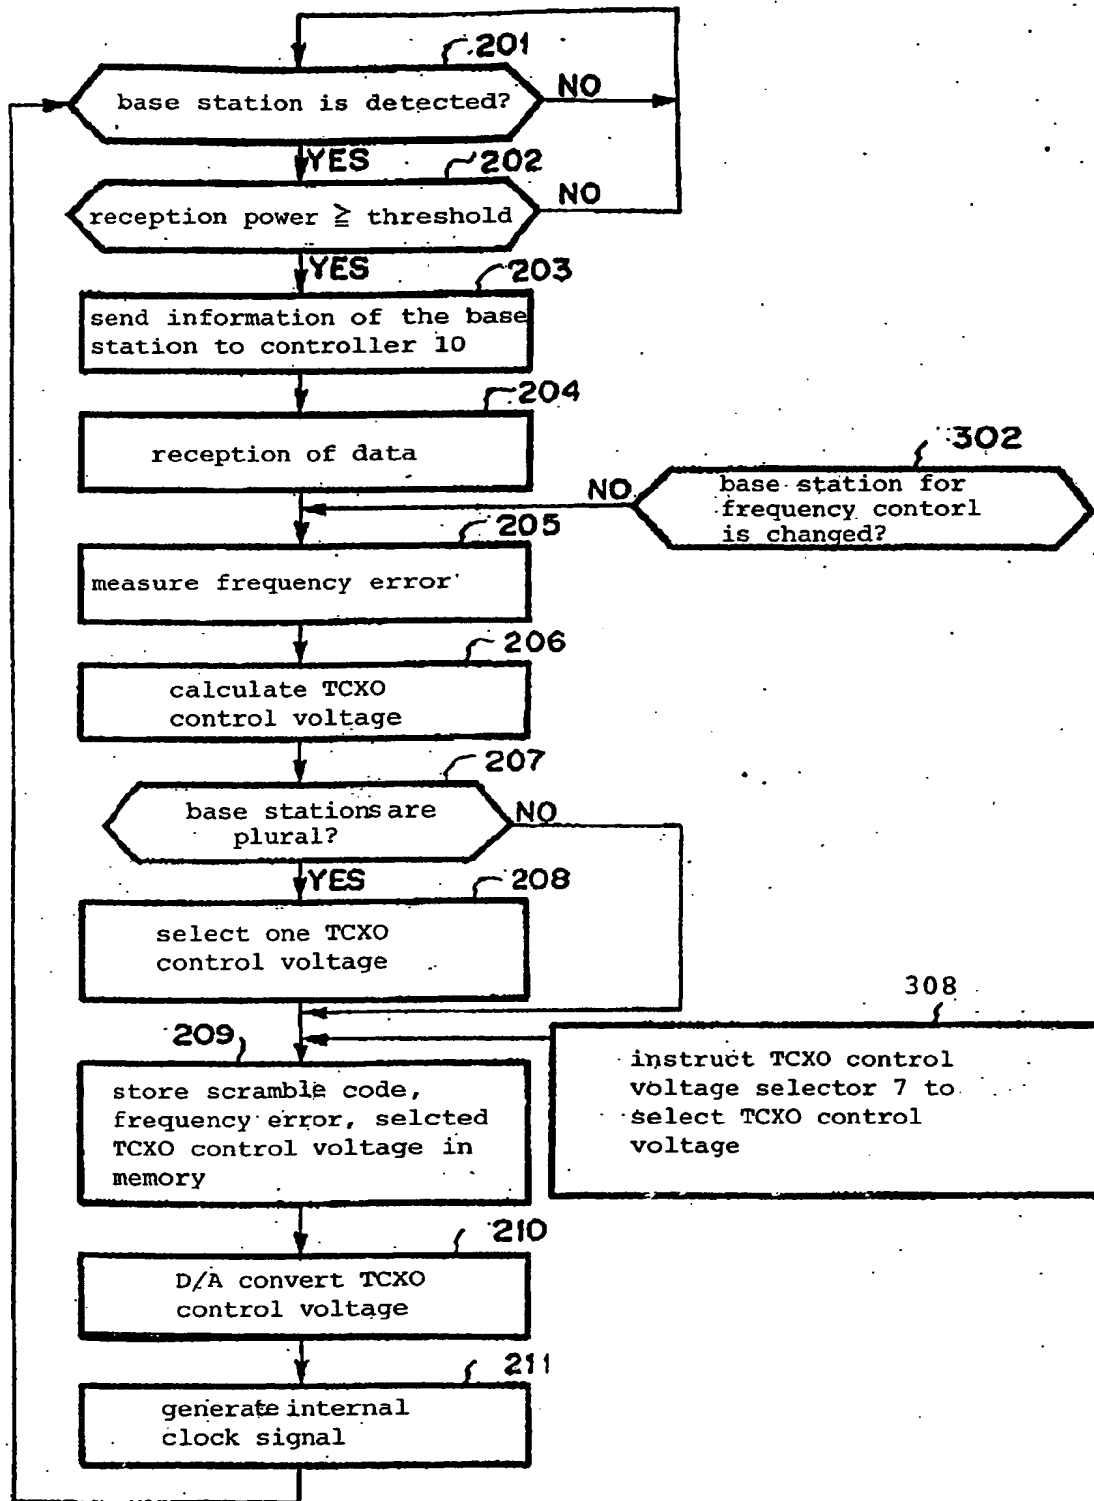 201
base station is detected?
NO
YES
202
reception power ≧ threshold
NO
YES
203
send information of the base
station to controller 10
204
reception of data
302
base station for
frequency contorl
is changed?
NO
205
measure frequency error
206
calculate TCXO
control voltage
207
base stations are
plural?
NO
YES
208
select one TCXO
control voltage
308
instruct TCXO control
voltage selector 7 to
select TCXO control
voltage
209
store scramble code,
frequency error, selcted
TCXO control voltage in
memory
210
D/A convert TCXO
control voltage
211
generate internal
clock signal